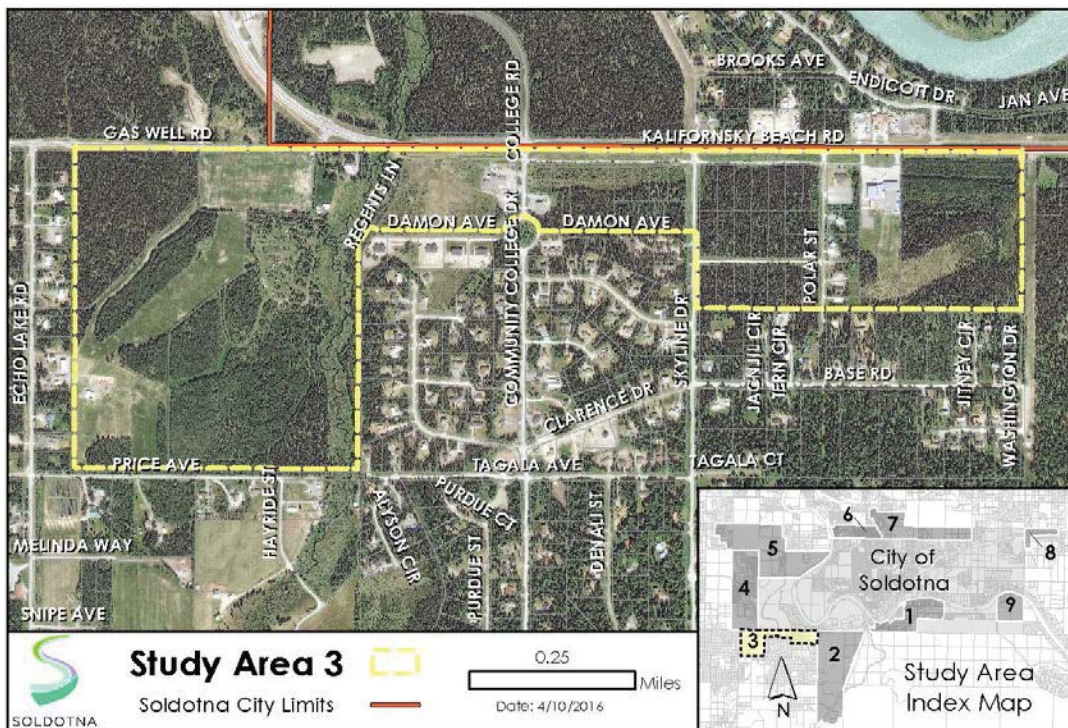 BROOKS AVE
ENDICOTT DR
JAN AVE
COLLEGE RD
GAS WELL RD
KALIFORNSKY BEACH RD
REGENTS LN
DAMON AVE
DAMON AVE
COMMUNITY COLLEGE DR
POLAR ST
ECHO LAKE RD
SKYLINE DR
TERN CIR
JITNEY CIR
WASHINGTON DR
BASE RD
CLARENCE DR
PRICE AVE
TAGALA AVE
TAGALA CT
HAYRIDE ST
ALYSON CIR
PURDUE CT
PURDUE ST
DENALI ST
MELINDA WAY
SNIPE AVE
SOLDOTNA
Study Area 3
Soldotna City Limits
0.25
Miles
Date: 4/10/2016
6
7
5
City of
Soldotna
8
4
1
9
3
2
N
Study Area
Index Map